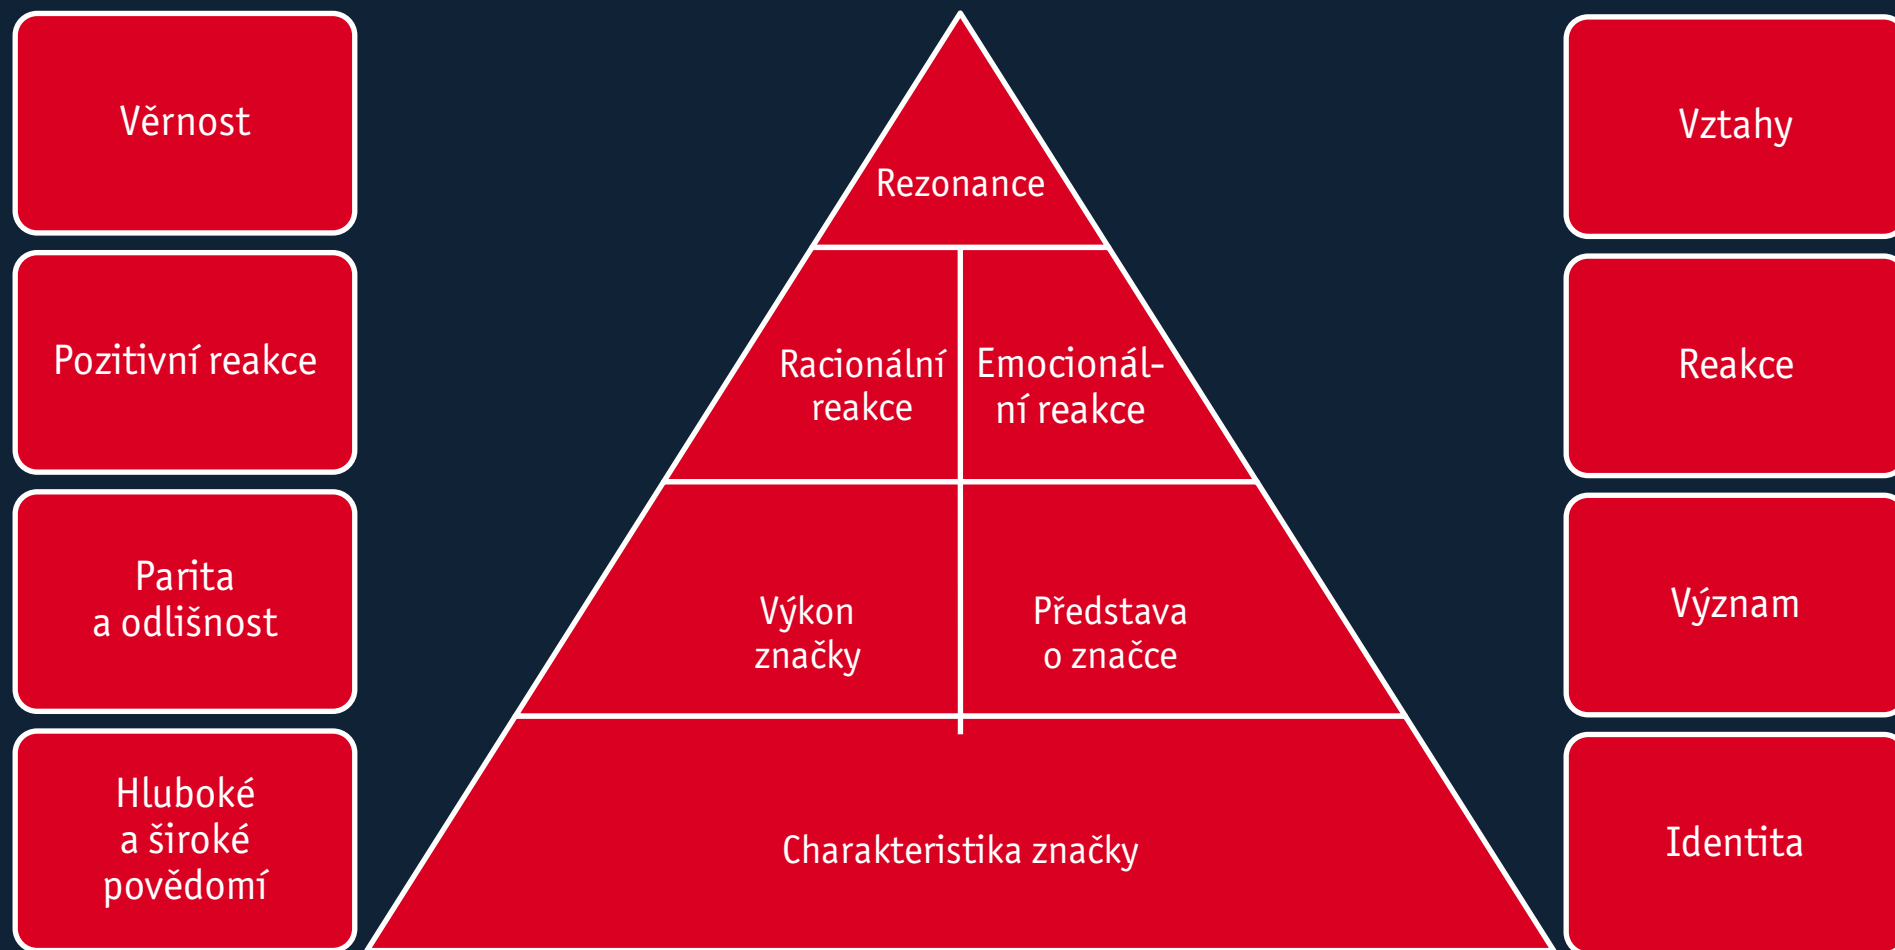 Věrnost
Pozitivní reakce
Parita
a odlišnost
Hluboké
a široké
povědomí
Rezonance
Racionální
reakce
Emocionál-
ní reakce
Výkon
značky
Představa
o značce
Charakteristika značky
Vztahy
Reakce
Význam
Identita